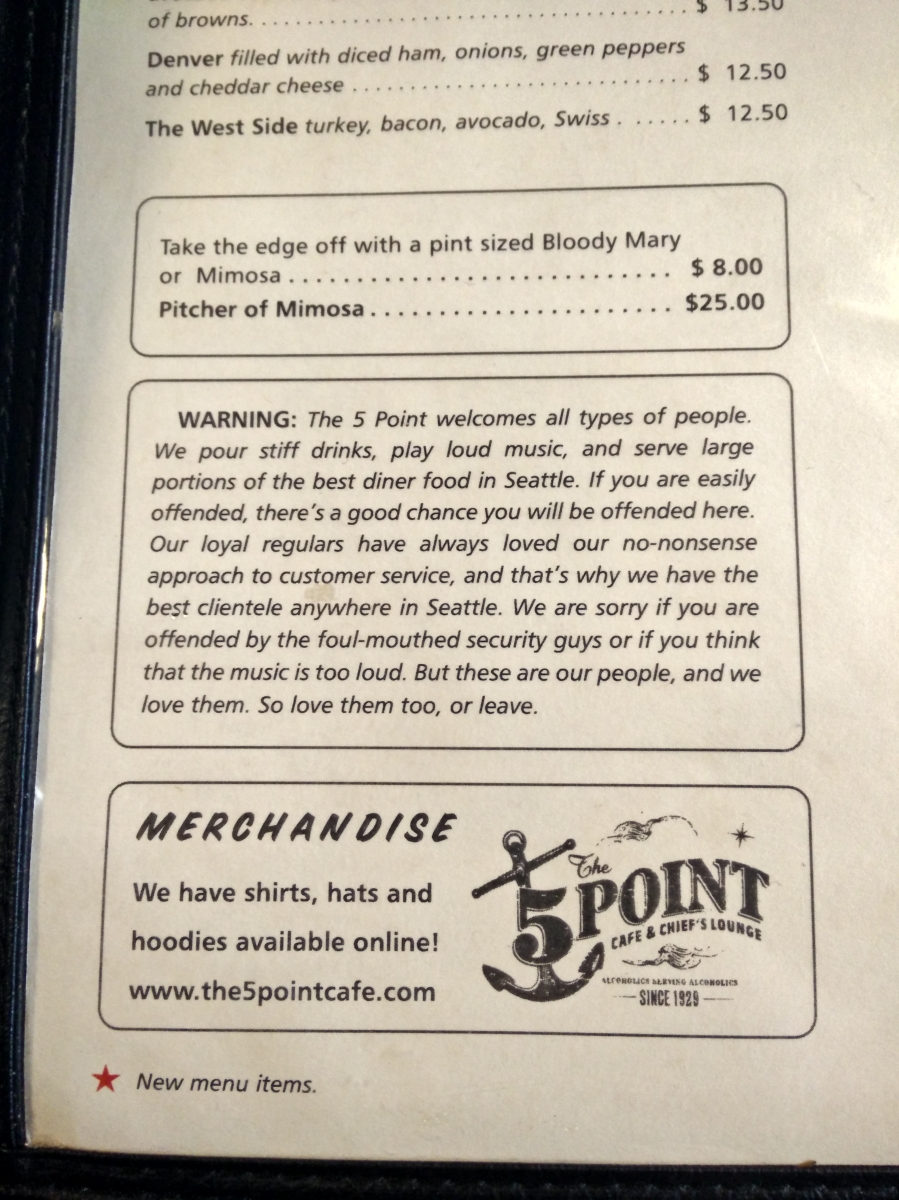 of browns. . . . . . . . . . . . . . . . . . . . . . . . . . . . . . . . . . . . . . . $ 13.50
Denver filled with diced ham, onions, green peppers
and cheddar cheese . . . . . . . . . . . . . . . . . . . . . . . . . . . . . . $ 12.50
The West Side turkey, bacon, avocado, Swiss . . . . . . . $ 12.50
Take the edge off with a pint sized Bloody Mary
or Mimosa . . . . . . . . . . . . . . . . . . . . . . . . . . . . $ 8.00
Pitcher of Mimosa . . . . . . . . . . . . . . . . . . . . . . $25.00
WARNING: The 5 Point welcomes all types of people.
We pour stiff drinks, play loud music, and serve large
portions of the best diner food in Seattle. If you are easily
offended, there's a good chance you will be offended here.
Our loyal regulars have always loved our no-nonsense
approach to customer service, and that's why we have the
best clientele anywhere in Seattle. We are sorry if you are
offended by the foul-mouthed security guys or if you think
that the music is too loud. But these are our people, and we
love them. So love them too, or leave.
MERCHANDISE
We have shirts, hats and
hoodies available online!
www.the5pointcafe.com
The
5 POINT
CAFE & CHIEF'S LOUNGE
ALCOHOLICS SERVING ALCOHOLICS
SINCE 1929
★ New menu items.